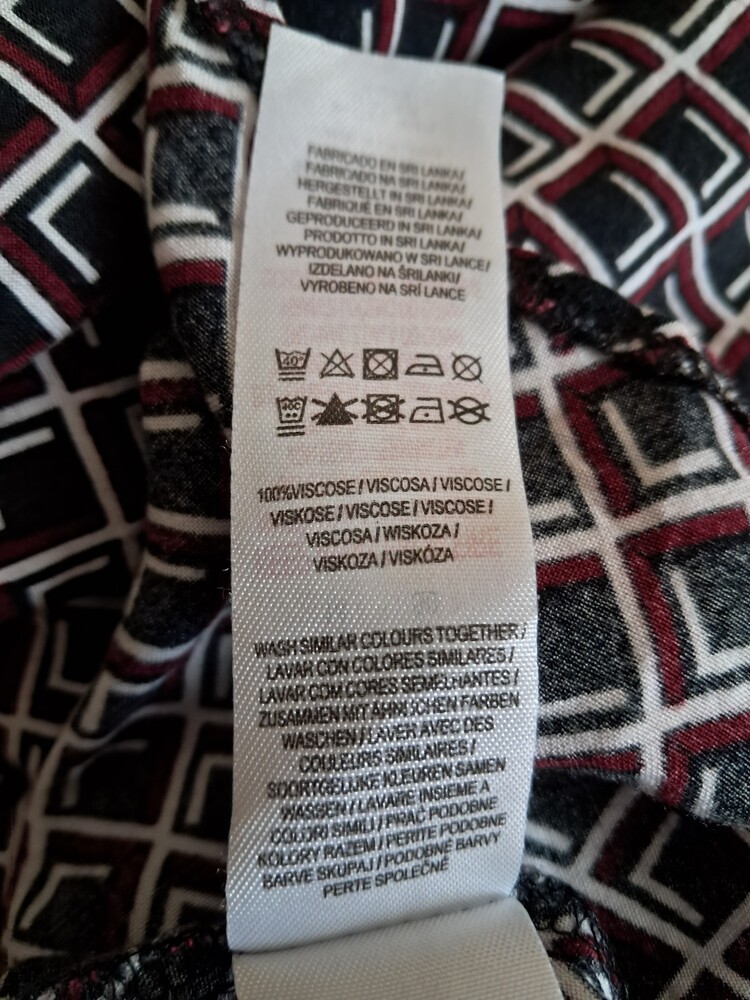 FABRICADO EN SRI LANKA/
FABRICADO NA SRI LANKA/
HERGESTELLT IN SRI LANKA/
FABRIQUÉ EN SRI LANKA/
GEPRODUCEERD IN SRI LANKA/
PRODOTTO IN SRI LANKA/
WYPRODUKOWANO W SRI LANCE/
IZDELANO NA ŠRILANKI/
VYROBENO NA SRÍ LANCE
40°
40C
100%VISCOSE / VISCOSA / VISCOSE /
VISKOSE / VISCOSE / VISCOSE /
VISCOSA / WISKOZA /
VISKOZA / VISKÓZA
WASH SIMILAR COLOURS TOGETHER /
LAVAR CON COLORES SIMILARES /
LAVAR COM CORES SEMELHANTES /
ZUSAMMEN MIT ÄHNLICHEN FARBEN
WASCHEN / LAVER AVEC DES
COULEURS SIMILAIRES /
SOORTGELIJKE KLEUREN SAMEN
WASSEN / LAVARE INSIEME A
COLORI SIMILI / PRAĆ PODOBNE
KOLORY RAZEM / PERITE PODOBNE
BARVE SKUPAJ / PODOBNÉ BARVY
PERTE SPOLEČNĚ